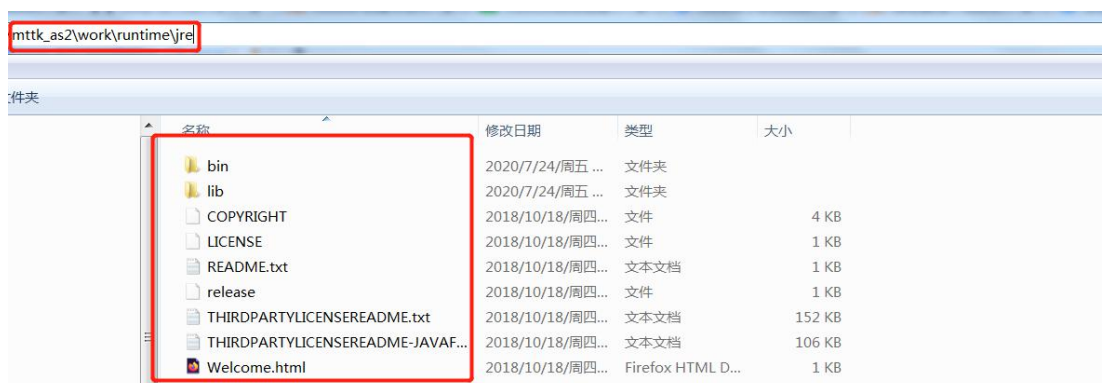 mttk_as2\work\runtime\jre
件夹
名称 修改日期 类型 大小
bin 2020/7/24/周五 ... 文件夹
lib 2020/7/24/周五 ... 文件夹
COPYRIGHT 2018/10/18/周四... 文件 4 KB
LICENSE 2018/10/18/周四... 文件 1 KB
README.txt 2018/10/18/周四... 文本文档 1 KB
release 2018/10/18/周四... 文件 1 KB
THIRDPARTYLICENSEREADME.txt 2018/10/18/周四... 文本文档 152 KB
THIRDPARTYLICENSEREADME-JAVAF... 2018/10/18/周四... 文本文档 106 KB
Welcome.html 2018/10/18/周四... Firefox HTML D... 1 KB